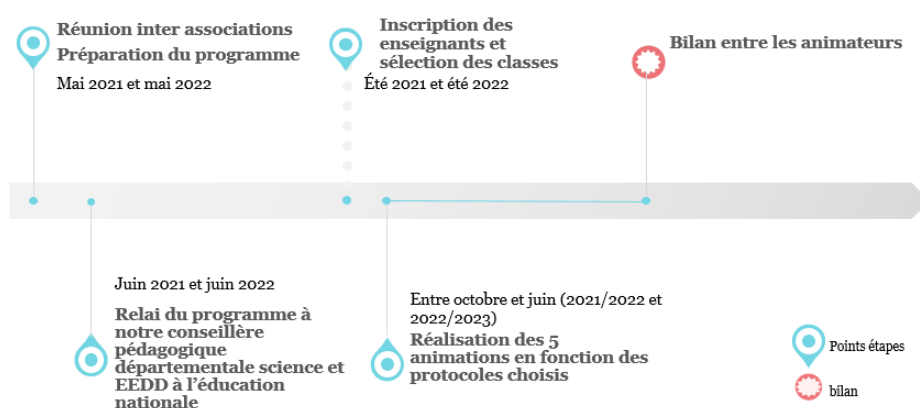 Réunion inter associations
Préparation du programme
Mai 2021 et mai 2022
Inscription des
enseignants et
sélection des classes
Été 2021 et été 2022
Bilan entre les animateurs
Juin 2021 et juin 2022
Relai du programme à
notre conseillère
pédagogique
départementale science et
EEDD à l'éducation
nationale
Entre octobre et juin (2021/2022 et
2022/2023)
Réalisation des 5
animations en fonction des
protocoles choisis
Points étapes
bilan